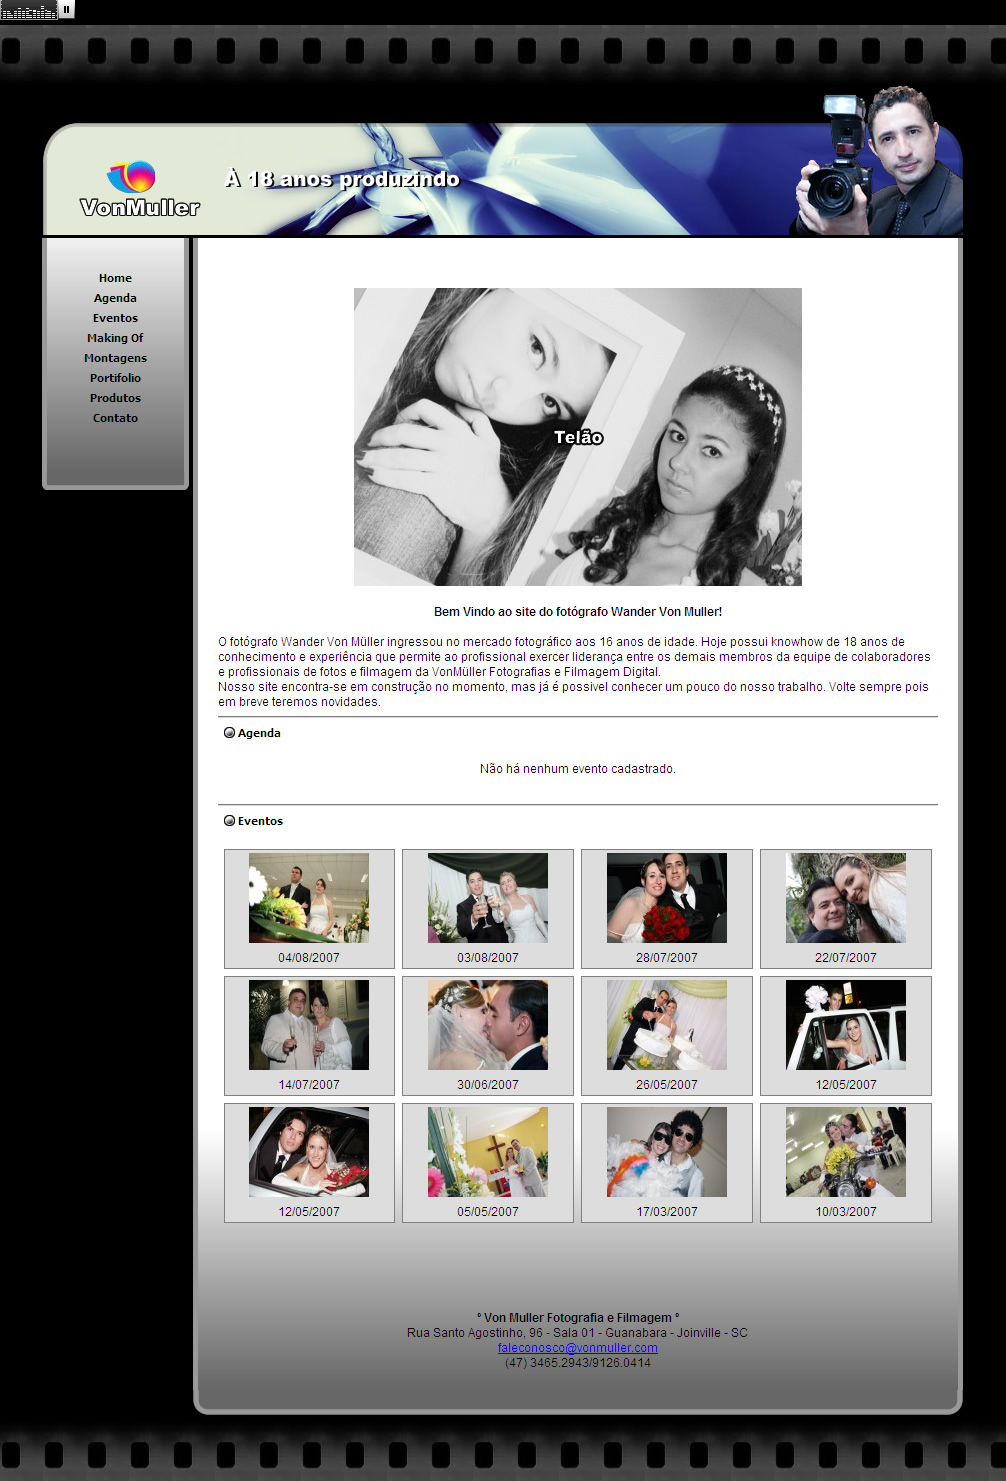 À 18 anos produzindo
VonMuller
Home
Agenda
Eventos
Making Of
Montagens
Portifolio
Produtos
Contato
Telão
Bem Vindo ao site do fotógrafo Wander Von Muller!
O fotógrafo Wander Von Müller ingressou no mercado fotográfico aos 16 anos de idade. Hoje possui knowhow de 18 anos de
conhecimento e experiência que permite ao profissional exercer liderança entre os demais membros da equipe de colaboradores
e profissionais de fotos e filmagem da VonMüller Fotografias e Filmagem Digital.
Nosso site encontra-se em construção no momento, mas já é possivel conhecer um pouco do nosso trabalho. Volte sempre pois
em breve teremos novidades.
Agenda
Não há nenhum evento cadastrado.
Eventos
04/08/2007 03/08/2007 28/07/2007 22/07/2007
14/07/2007 30/06/2007 26/05/2007 12/05/2007
12/05/2007 05/05/2007 17/03/2007 10/03/2007
° Von Muller Fotografia e Filmagem °
Rua Santo Agostinho, 96 - Sala 01 - Guanabara - Joinville - SC
faleconosco@vonmuller.com
(47) 3465.2943/9126.0414